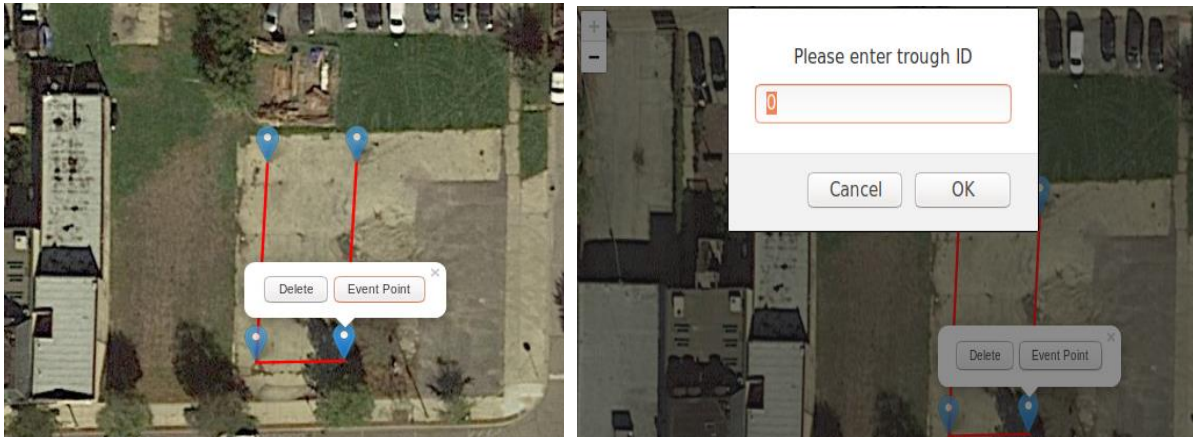 Delete Event Point ×
+
−
Please enter trough ID
0
Cancel OK
Delete Event Point ×